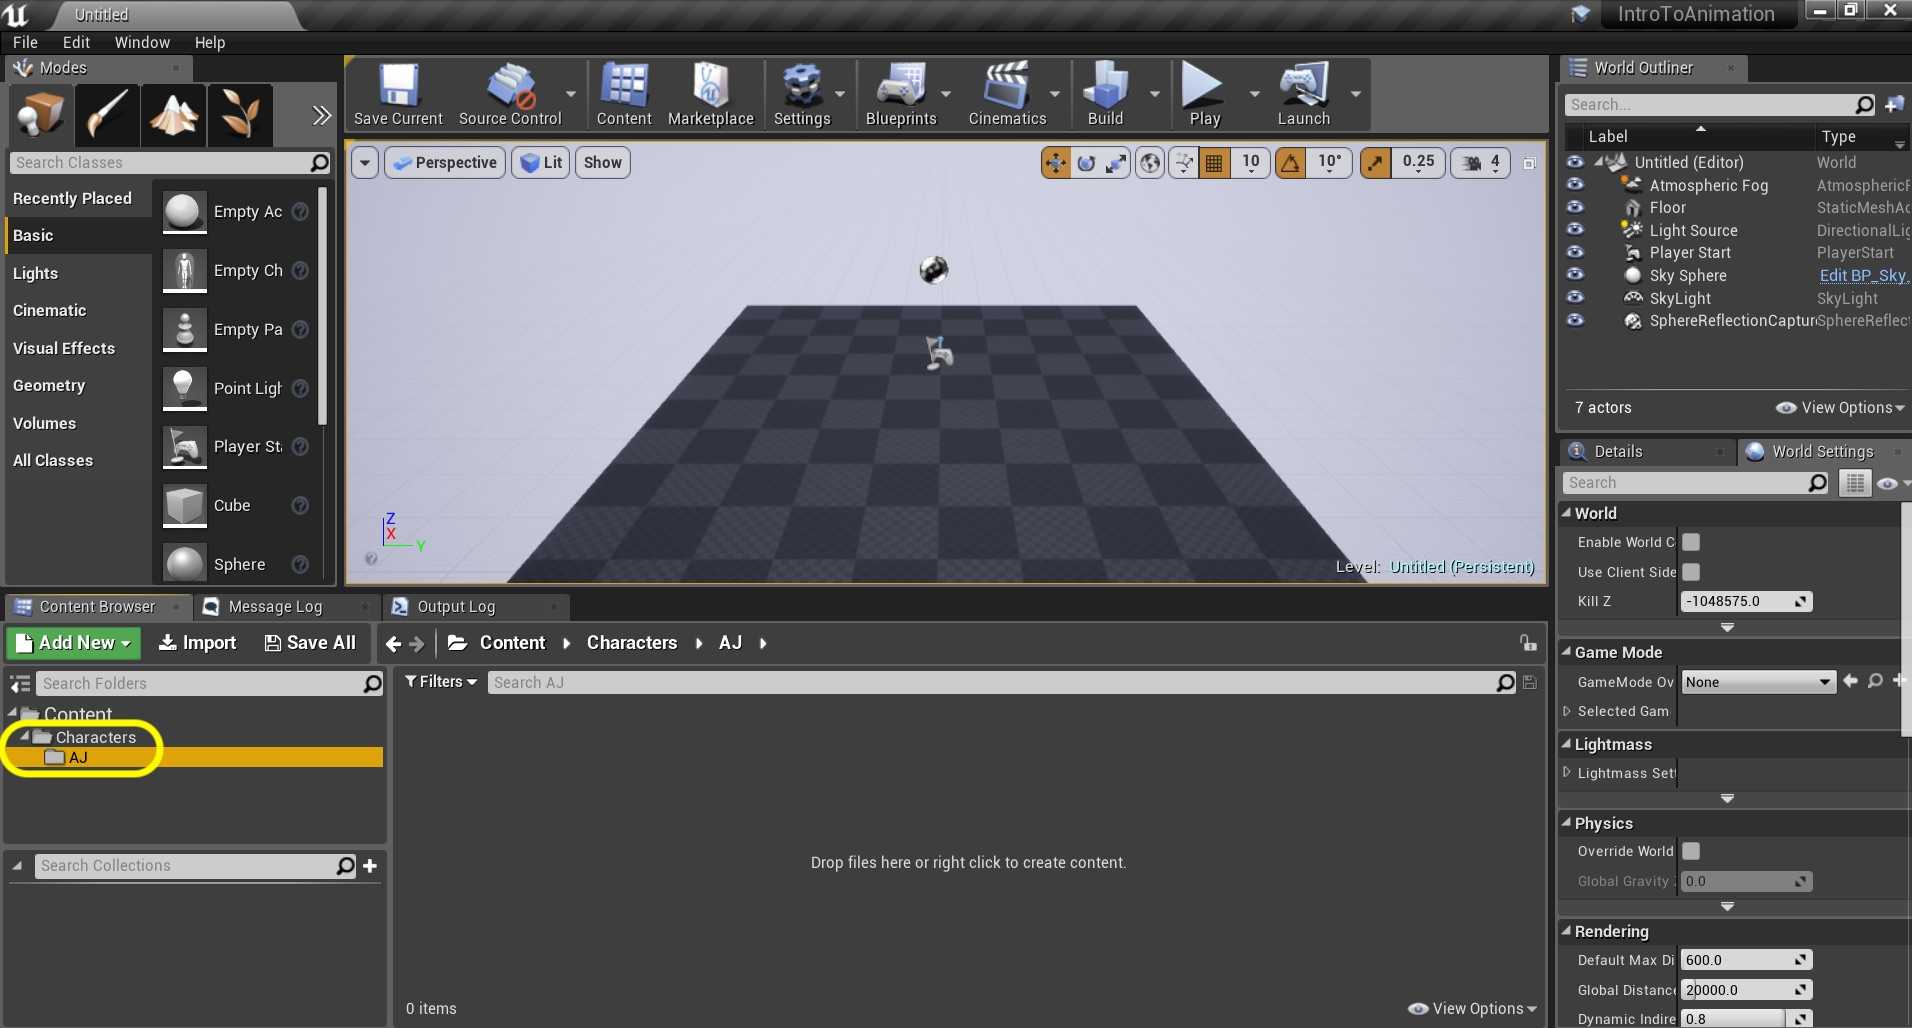 Untitled
IntroToAnimation
File Edit Window Help
Modes
Search Classes
Recently Placed
Basic
Lights
Cinematic
Visual Effects
Geometry
Volumes
All Classes
Empty Ac
Empty Ch
Empty Pa
Point Ligh
Player Sta
Cube
Sphere
Save Current
Source Control
Content
Marketplace
Settings
Blueprints
Cinematics
Build
Play
Launch
Perspective Lit Show
10 10° 0.25 4
Z
X
Y
Level: Untitled (Persistent)
World Outliner
Search...
Label Type
Untitled (Editor) World
Atmospheric Fog AtmosphericF
Floor StaticMeshAc
Light Source DirectionalLig
Player Start PlayerStart
Sky Sphere Edit BP_Sky
SkyLight SkyLight
SphereReflectionCapture SphereReflect
7 actors View Options
Details World Settings
Search
World
Enable World C
Use Client Side
Kill Z -1048575.0
Game Mode
GameMode Ov None
Selected Gam
Lightmass
Lightmass Sett
Physics
Override World
Global Gravity 0.0
Rendering
Default Max Di 600.0
Global Distance 20000.0
Dynamic Indire 0.8
Content Browser Message Log Output Log
Add New Import Save All Content Characters AJ
Search Folders
Content
Characters
AJ
Search Collections
Filters Search AJ
Drop files here or right click to create content.
0 items View Options